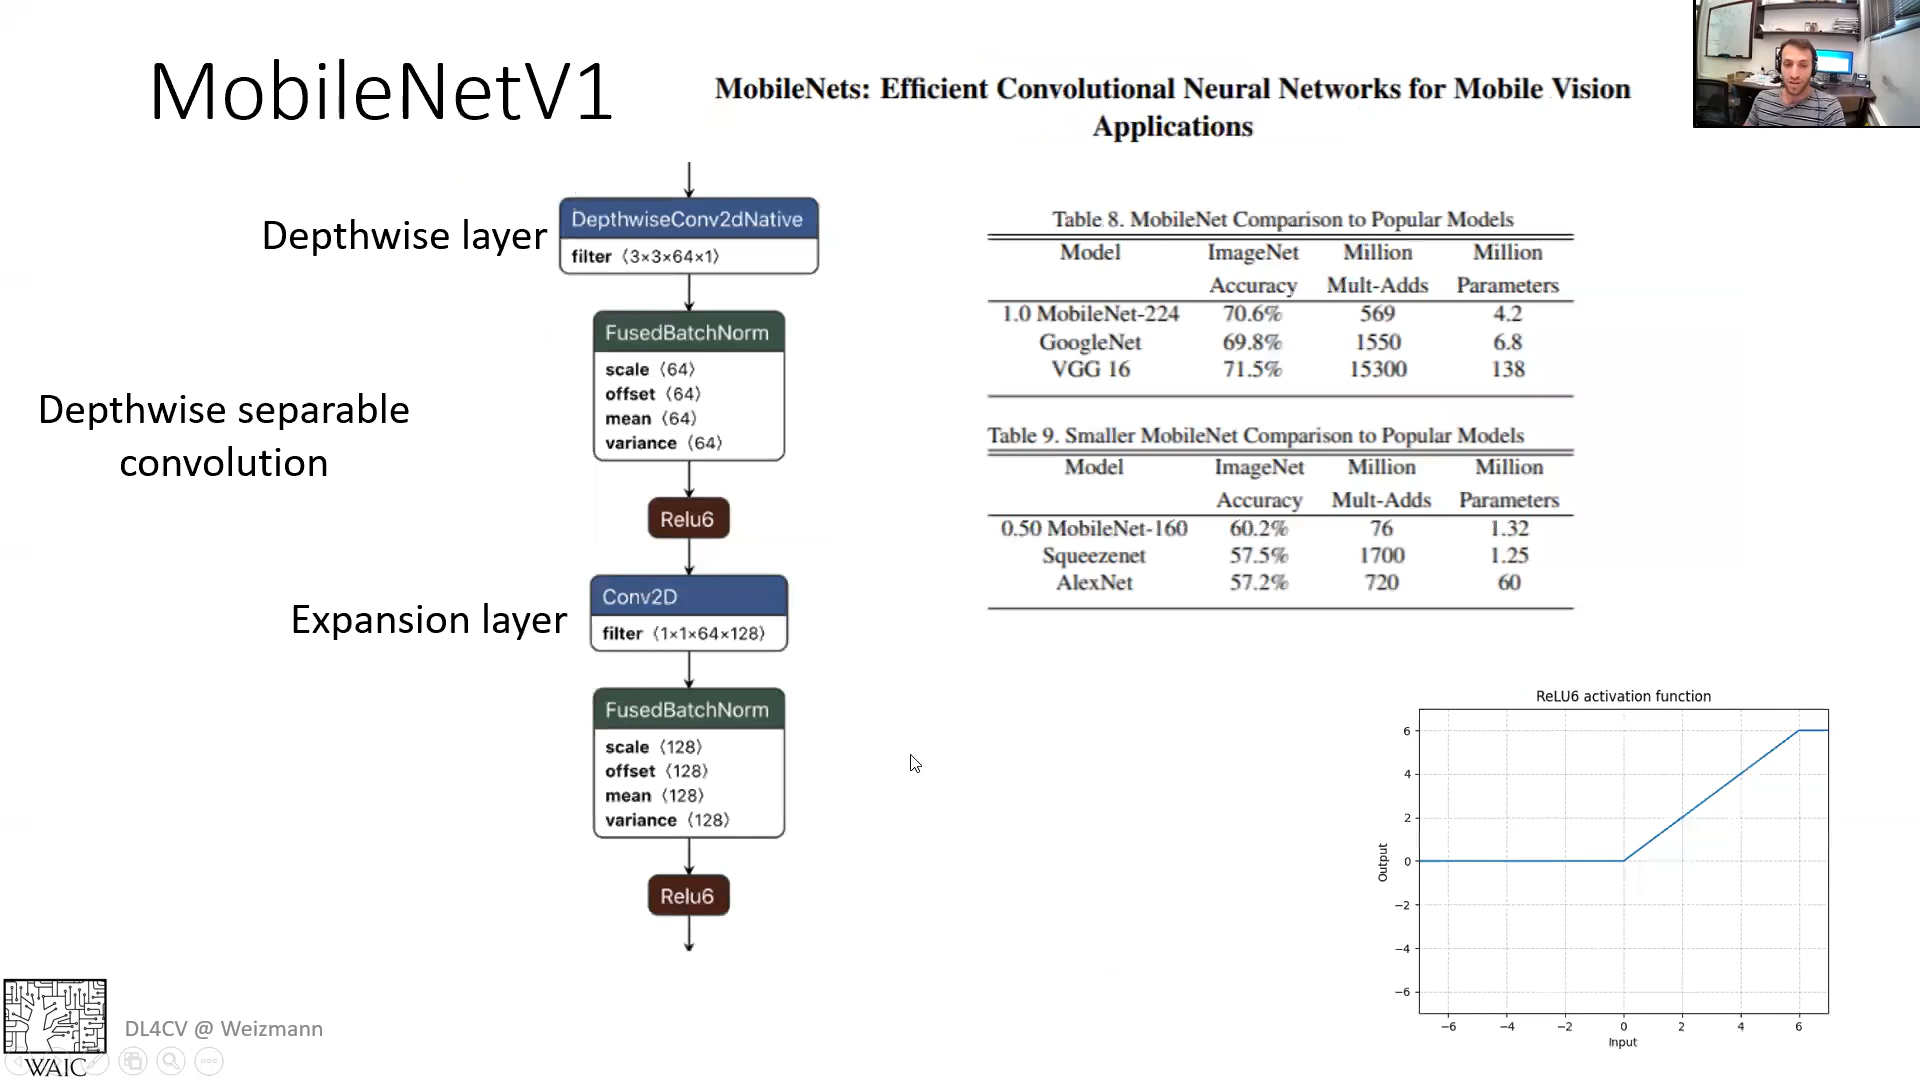 MobileNetV1
MobileNets: Efficient Convolutional Neural Networks for Mobile Vision
Applications
Depthwise layer
DepthwiseConv2dNative
filter ⟨3×3×64×1⟩
FusedBatchNorm
scale ⟨64⟩
offset ⟨64⟩
mean ⟨64⟩
variance ⟨64⟩
Depthwise separable
convolution
Relu6
Expansion layer
Conv2D
filter ⟨1×1×64×128⟩
FusedBatchNorm
scale ⟨128⟩
offset ⟨128⟩
mean ⟨128⟩
variance ⟨128⟩
Relu6
Table 8. MobileNet Comparison to Popular Models
Model ImageNet Million Million
Accuracy Mult-Adds Parameters
1.0 MobileNet-224 70.6% 569 4.2
GoogleNet 69.8% 1550 6.8
VGG 16 71.5% 15300 138
Table 9. Smaller MobileNet Comparison to Popular Models
Model ImageNet Million Million
Accuracy Mult-Adds Parameters
0.50 MobileNet-160 60.2% 76 1.32
Squeezenet 57.5% 1700 1.25
AlexNet 57.2% 720 60
ReLU6 activation function
6
4
2
0
−2
−4
−6
Output
−6 −4 −2 0 2 4 6
Input
DL4CV @ Weizmann
WAIC